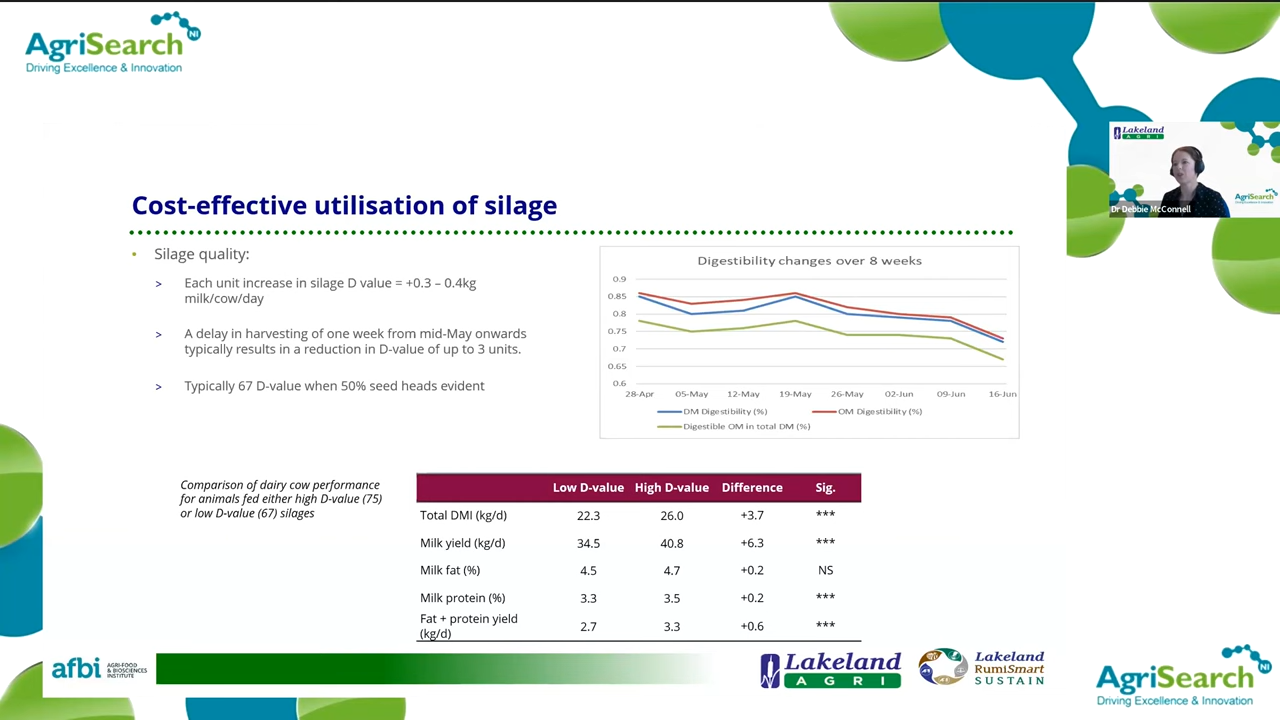 AgriSearch NI
Driving Excellence & Innovation
Lakeland
AGRI
AgriSearch
Dr Debbie McConnell
Cost-effective utilisation of silage
• Silage quality:
> Each unit increase in silage D value = +0.3 – 0.4kg
milk/cow/day
> A delay in harvesting of one week from mid-May onwards
typically results in a reduction in D-value of up to 3 units.
> Typically 67 D-value when 50% seed heads evident
Digestibility changes over 8 weeks
0.9
0.85
0.8
0.75
0.7
0.65
0.6
28-Apr 05-May 12-May 19-May 26-May 02-Jun 09-Jun 16-Jun
DM Digestibility (%) OM Digestibility (%)
Digestible OM in total DM (%)
Comparison of dairy cow performance
for animals fed either high D-value (75)
or low D-value (67) silages
Low D-value High D-value Difference Sig.
Total DMI (kg/d) 22.3 26.0 +3.7 ***
Milk yield (kg/d) 34.5 40.8 +6.3 ***
Milk fat (%) 4.5 4.7 +0.2 NS
Milk protein (%) 3.3 3.5 +0.2 ***
Fat + protein yield
(kg/d) 2.7 3.3 +0.6 ***
afbi AGRI-FOOD
& BIOSCIENCES
INSTITUTE
Lakeland
AGRI
Lakeland
RumiSmart
SUSTAIN
AgriSearch NI
Driving Excellence & Innovation